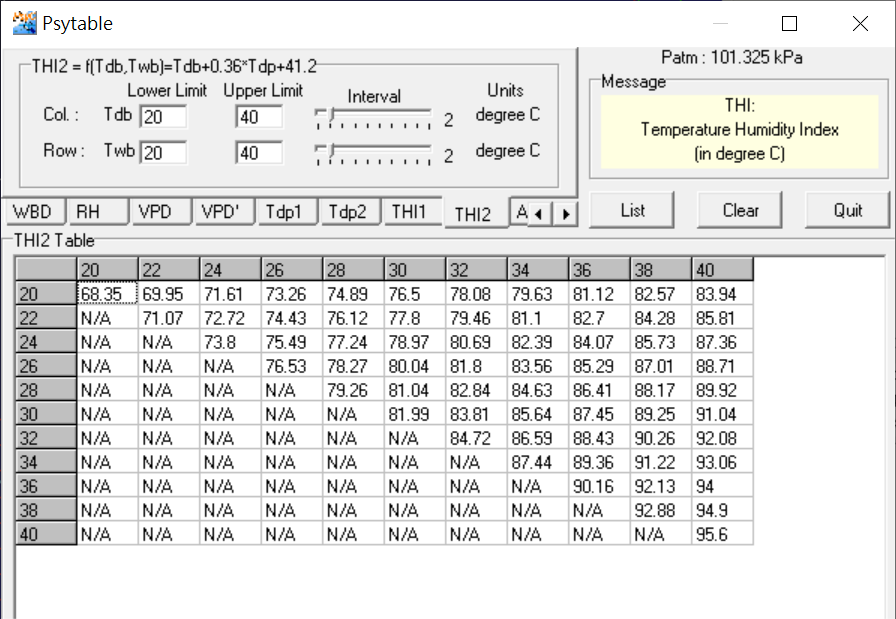 Psytable
THI2 = f(Tdb,Twb)=Tdb+0.36*Tdp+41.2
Lower Limit Upper Limit Interval Units
Col. : Tdb 20 40 2 degree C
Row : Twb 20 40 2 degree C
Patm : 101.325 kPa
Message
THI:
Temperature Humidity Index
(in degree C)
WBD RH VPD VPD' Tdp1 Tdp2 THI1 THI2 A
List Clear Quit
THI2 Table
20 22 24 26 28 30 32 34 36 38 40
20 68.35 69.95 71.61 73.26 74.89 76.5 78.08 79.63 81.12 82.57 83.94
22 N/A 71.07 72.72 74.43 76.12 77.8 79.46 81.1 82.7 84.28 85.81
24 N/A N/A 73.8 75.49 77.24 78.97 80.69 82.39 84.07 85.73 87.36
26 N/A N/A N/A 76.53 78.27 80.04 81.8 83.56 85.29 87.01 88.71
28 N/A N/A N/A N/A 79.26 81.04 82.84 84.63 86.41 88.17 89.92
30 N/A N/A N/A N/A N/A 81.99 83.81 85.64 87.45 89.25 91.04
32 N/A N/A N/A N/A N/A N/A 84.72 86.59 88.43 90.26 92.08
34 N/A N/A N/A N/A N/A N/A N/A 87.44 89.36 91.22 93.06
36 N/A N/A N/A N/A N/A N/A N/A N/A 90.16 92.13 94
38 N/A N/A N/A N/A N/A N/A N/A N/A N/A 92.88 94.9
40 N/A N/A N/A N/A N/A N/A N/A N/A N/A N/A 95.6